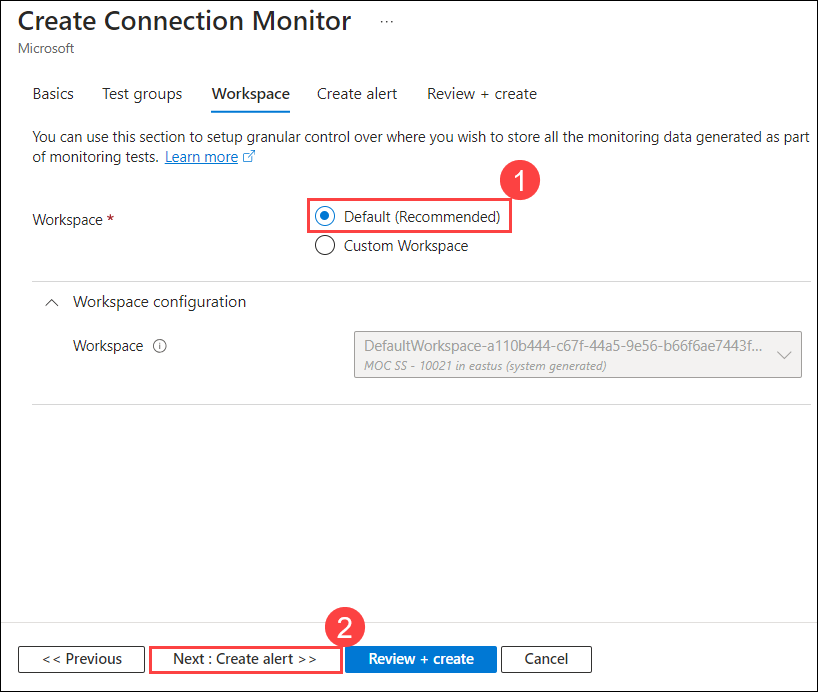 Create Connection Monitor ...
Microsoft
Basics Test groups Workspace Create alert Review + create
You can use this section to setup granular control over where you wish to store all the monitoring data generated as part
of monitoring tests. Learn more
1
Workspace * Default (Recommended)
Custom Workspace
Workspace configuration
Workspace DefaultWorkspace-a110b444-c67f-44a5-9e56-b66f6ae7443f...
MOC SS - 10021 in eastus (system generated)
2
<< Previous Next : Create alert >> Review + create Cancel